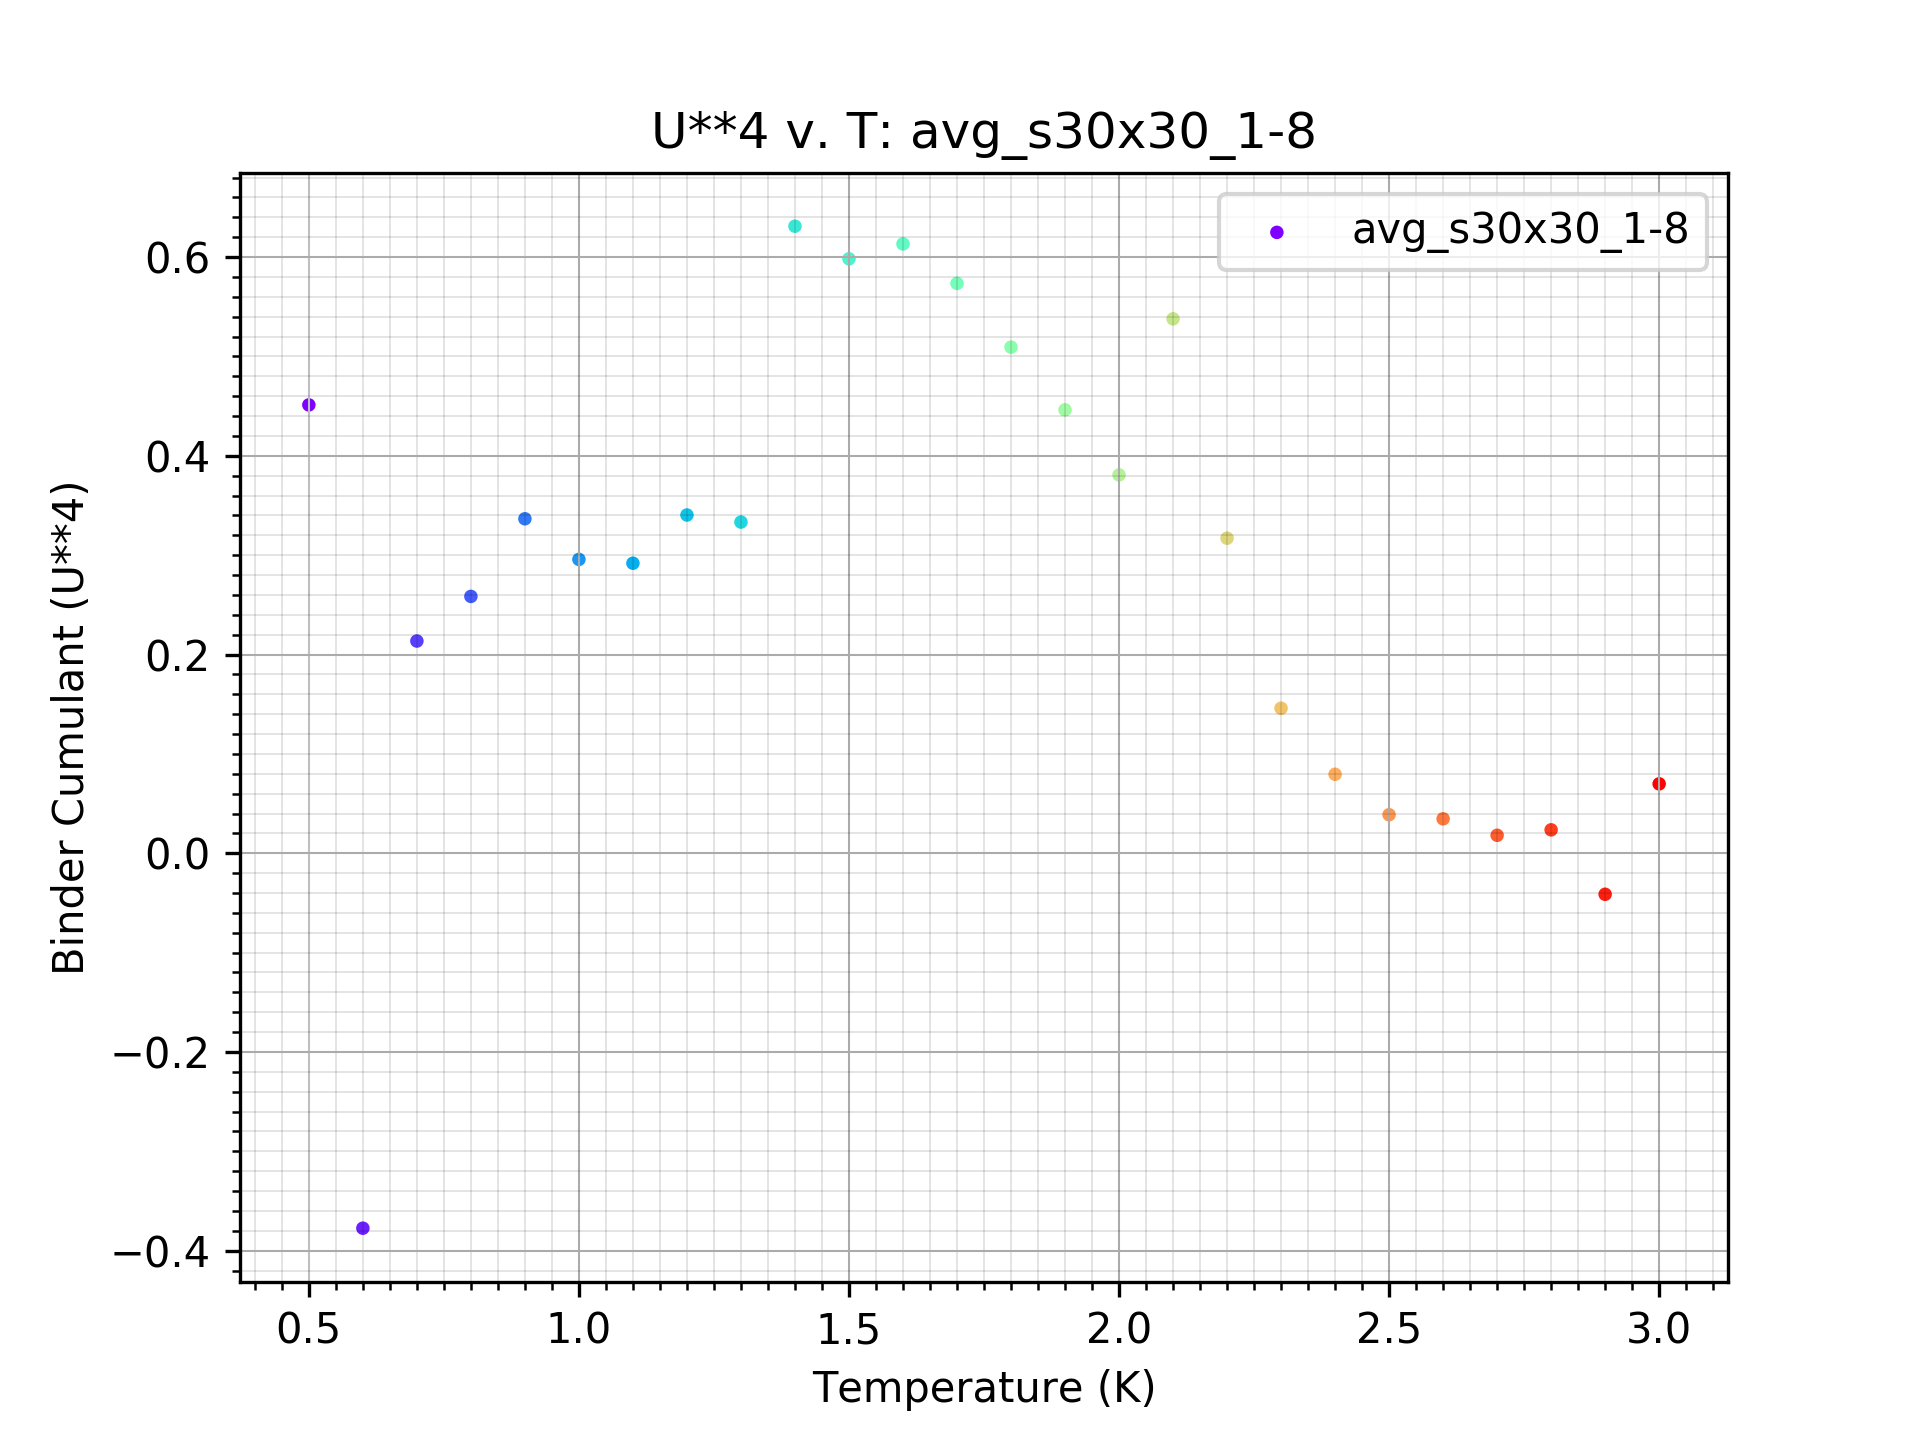 U**4 v. T: avg_s30x30_1-8
avg_s30x30_1-8
Binder Cumulant (U**4)
0.6
0.4
0.2
0.0
−0.2
−0.4
0.5 1.0 1.5 2.0 2.5 3.0
Temperature (K)